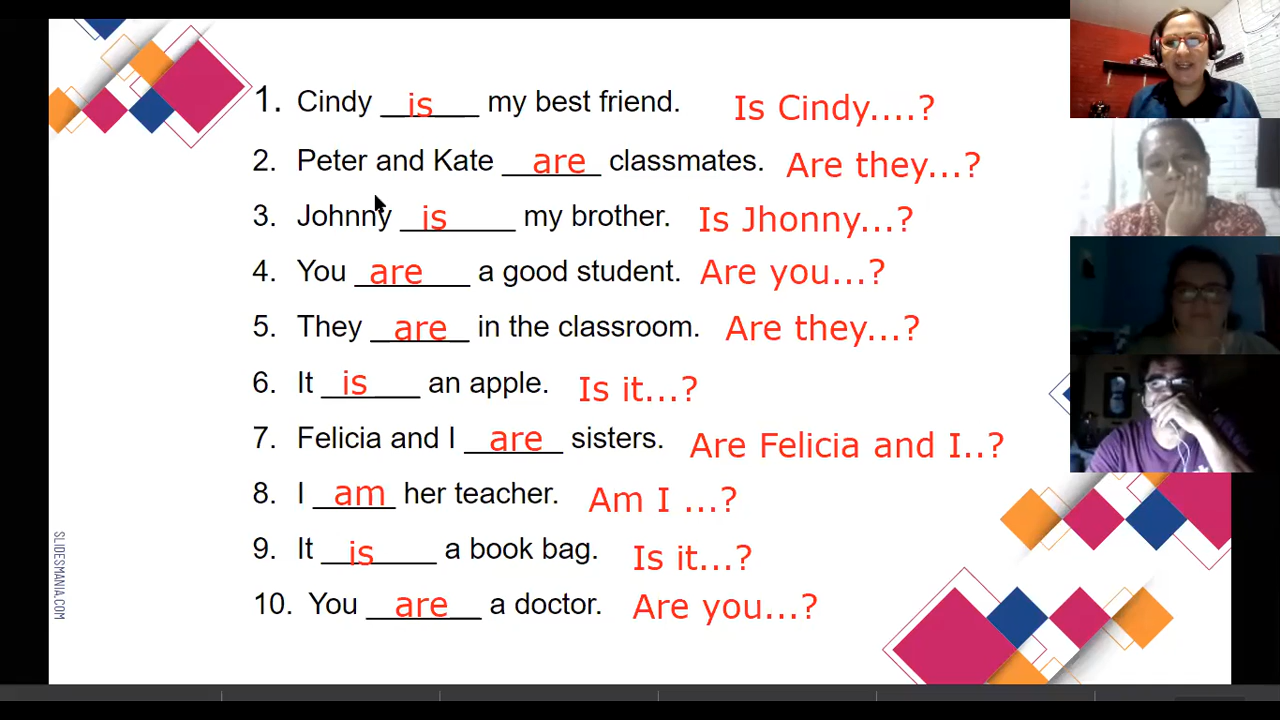 1. Cindy __is____ my best friend. Is Cindy....?
2. Peter and Kate __are__ classmates. Are they...?
3. Johnny __is____ my brother. Is Jhonny...?
4. You __are___ a good student. Are you...?
5. They __are__ in the classroom. Are they...?
6. It __is____ an apple. Is it...?
7. Felicia and I __are__ sisters. Are Felicia and I..?
8. I __am__ her teacher. Am I ...?
9. It __is_____ a book bag. Is it...?
10. You __are___ a doctor. Are you...?
SLIDESMANIA.COM